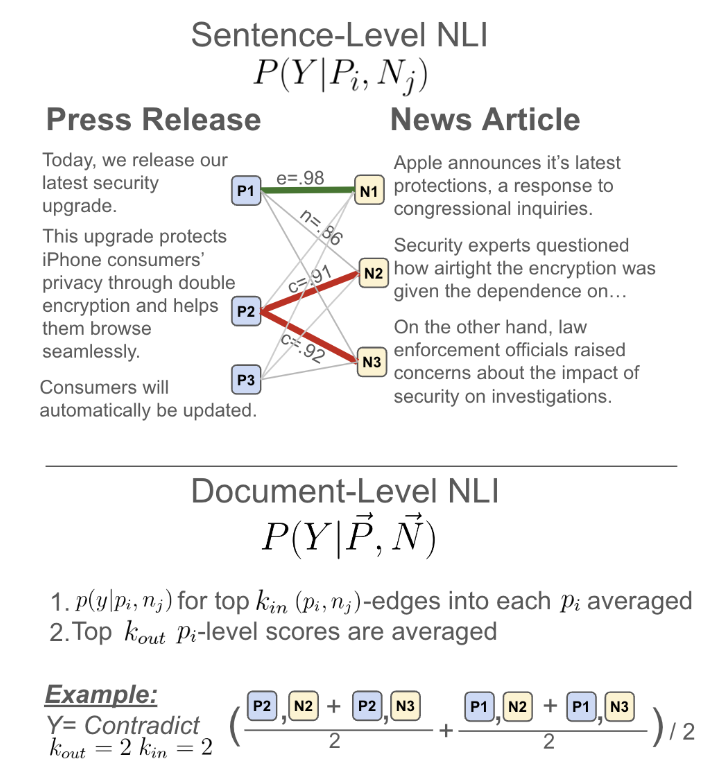 Sentence-Level NLI
P(Y|P_i, N_j)
Press Release
News Article
Today, we release our
latest security
upgrade.
This upgrade protects
iPhone consumers'
privacy through double
encryption and helps
them browse
seamlessly.
Consumers will
automatically be updated.
P1
P2
P3
e=.98
n=.86
c=.91
c=.92
N1
N2
N3
Apple announces it's latest
protections, a response to
congressional inquiries.
Security experts questioned
how airtight the encryption was
given the dependence on…
On the other hand, law
enforcement officials raised
concerns about the impact of
security on investigations.
Document-Level NLI
P(Y|\vec{P}, \vec{N})
1. p(y|p_i, n_j) for top k_{in} (p_i, n_j)-edges into each p_i averaged
2. Top k_{out} p_i-level scores are averaged
Example:
Y= Contradict
k_{out} = 2 k_{in} = 2
( P2 , N2 + P2 , N3 / 2 + P1 , N2 + P1 , N3 / 2 ) / 2